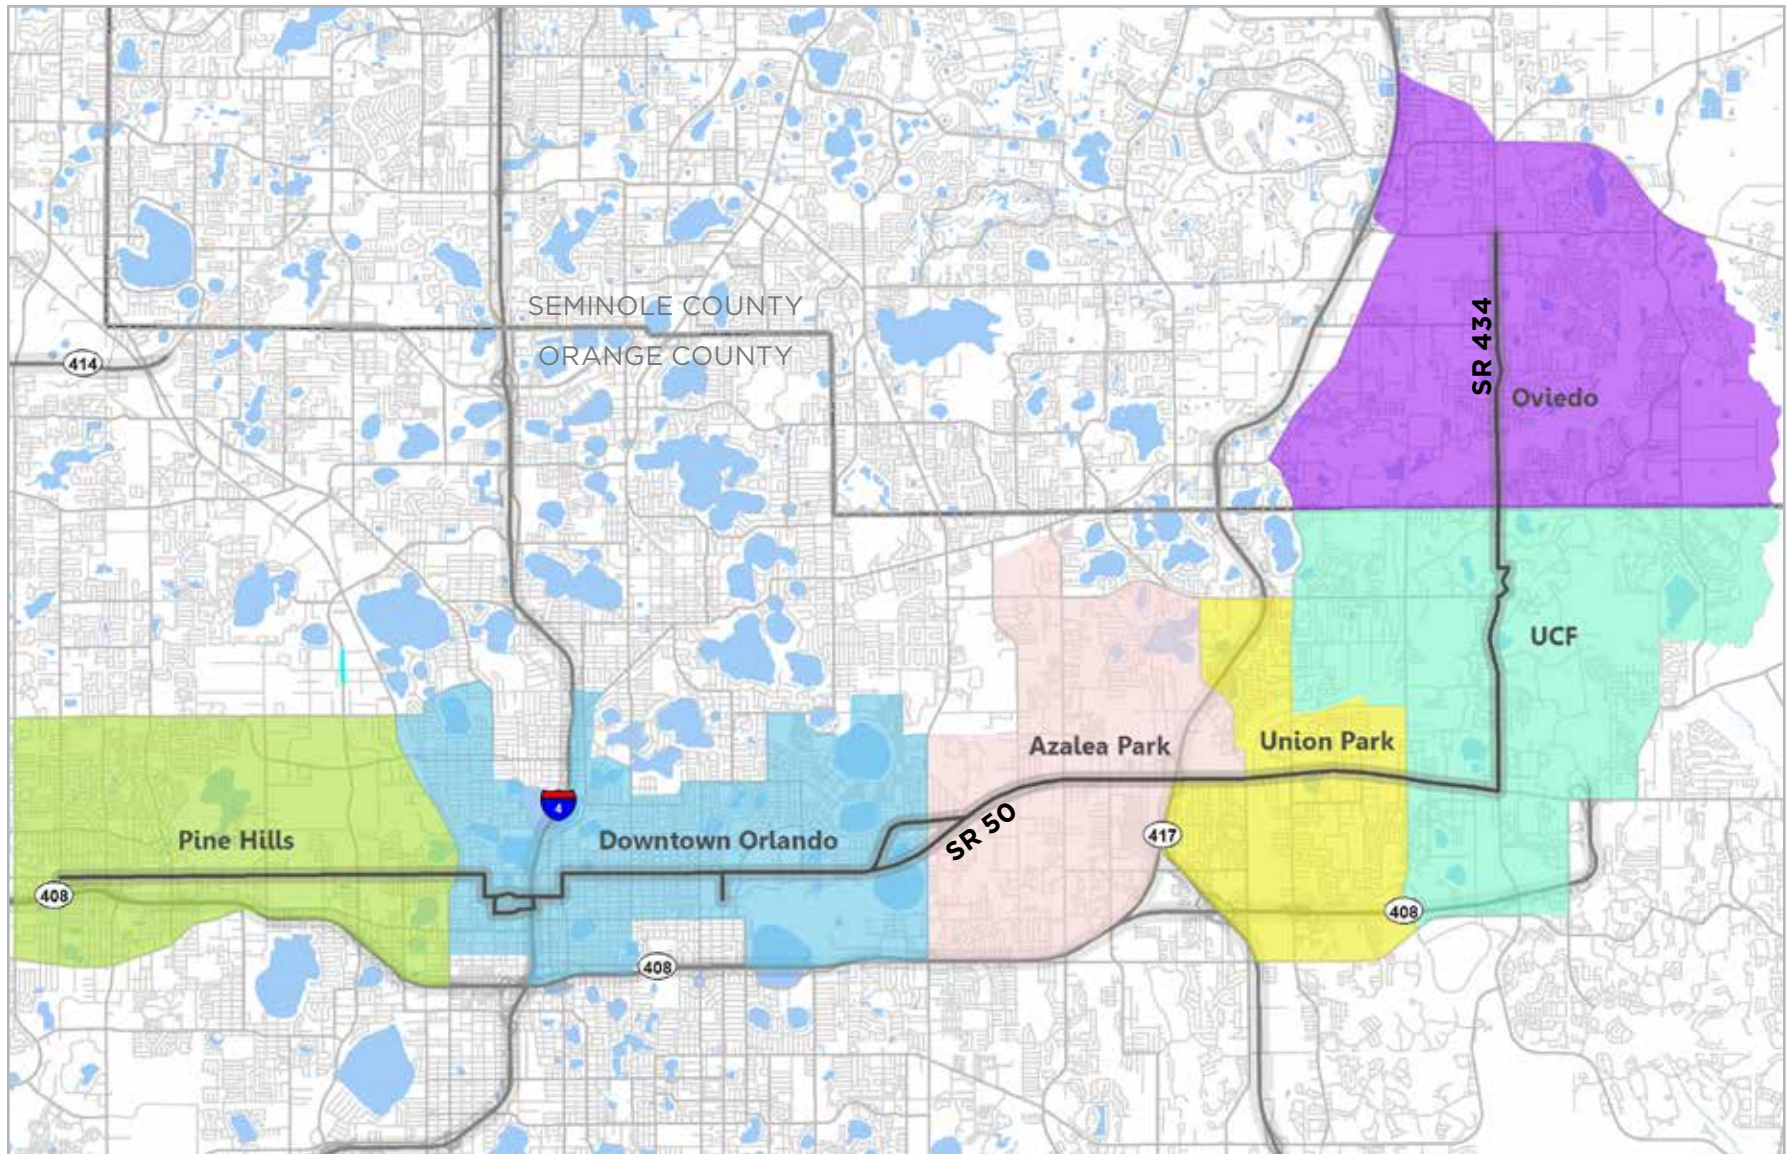 SEMINOLE COUNTY
ORANGE COUNTY
414
SR 434
Oviedo
UCF
Azalea Park
Union Park
4
Pine Hills
Downtown Orlando
SR 50
417
408
408
408